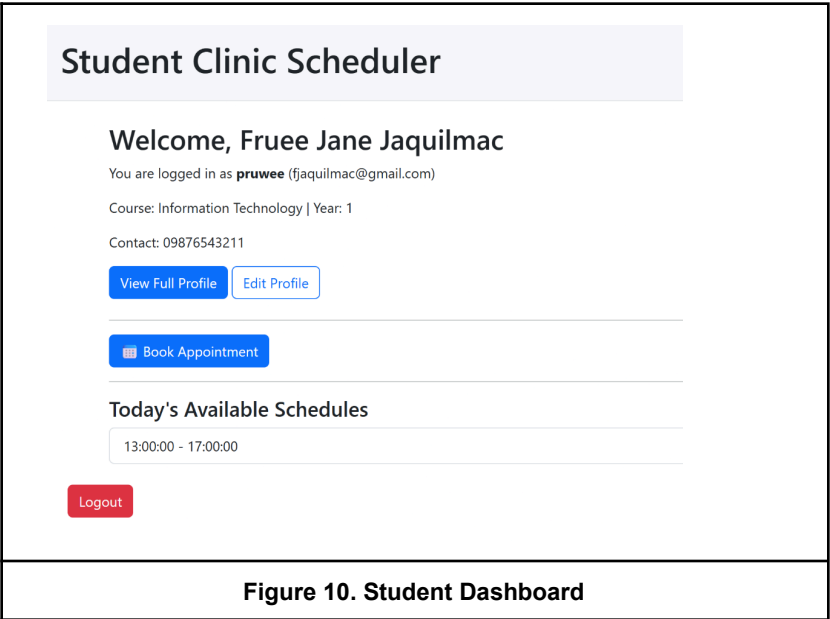 Student Clinic Scheduler
Welcome, Fruee Jane Jaquilmac
You are logged in as pruwee (fjaquilmac@gmail.com)
Course: Information Technology | Year: 1
Contact: 09876543211
View Full Profile Edit Profile
Book Appointment
Today's Available Schedules
13:00:00 - 17:00:00
Logout
Figure 10. Student Dashboard